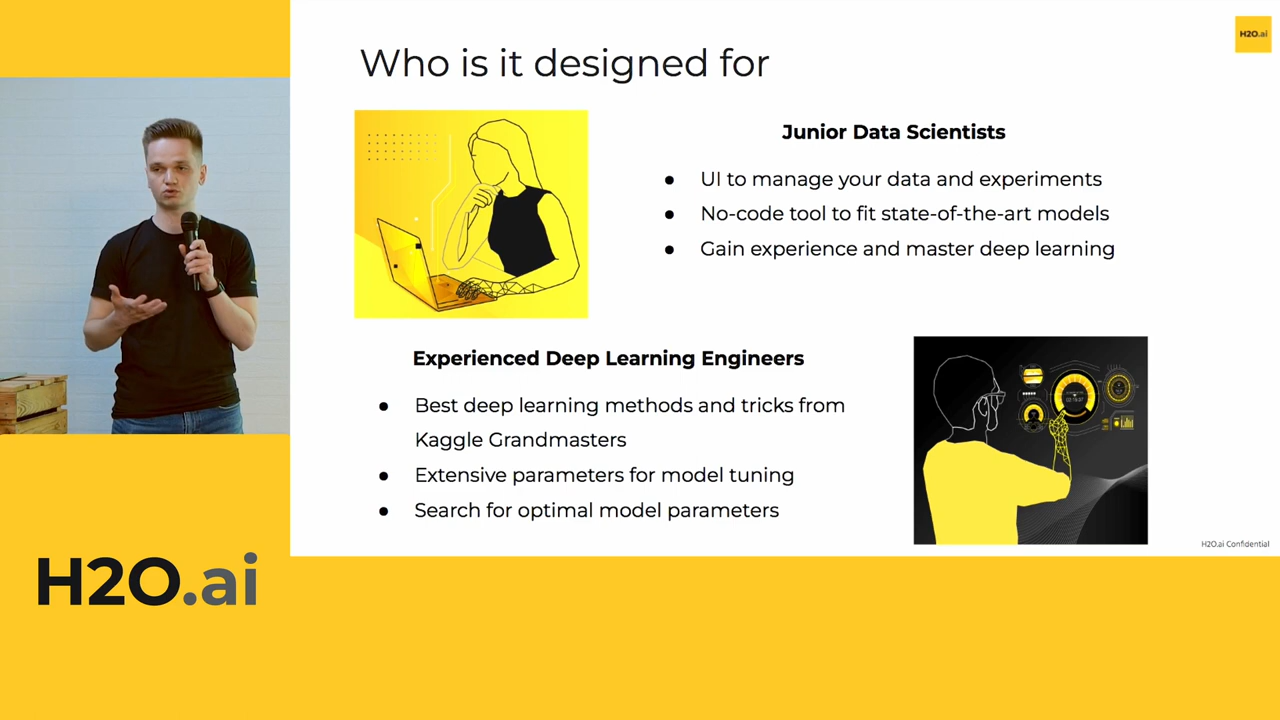 H2O.ai
Who is it designed for
Junior Data Scientists
● UI to manage your data and experiments
● No-code tool to fit state-of-the-art models
● Gain experience and master deep learning
Experienced Deep Learning Engineers
● Best deep learning methods and tricks from
Kaggle Grandmasters
● Extensive parameters for model tuning
● Search for optimal model parameters
H2O.ai Confidential
H2O.ai